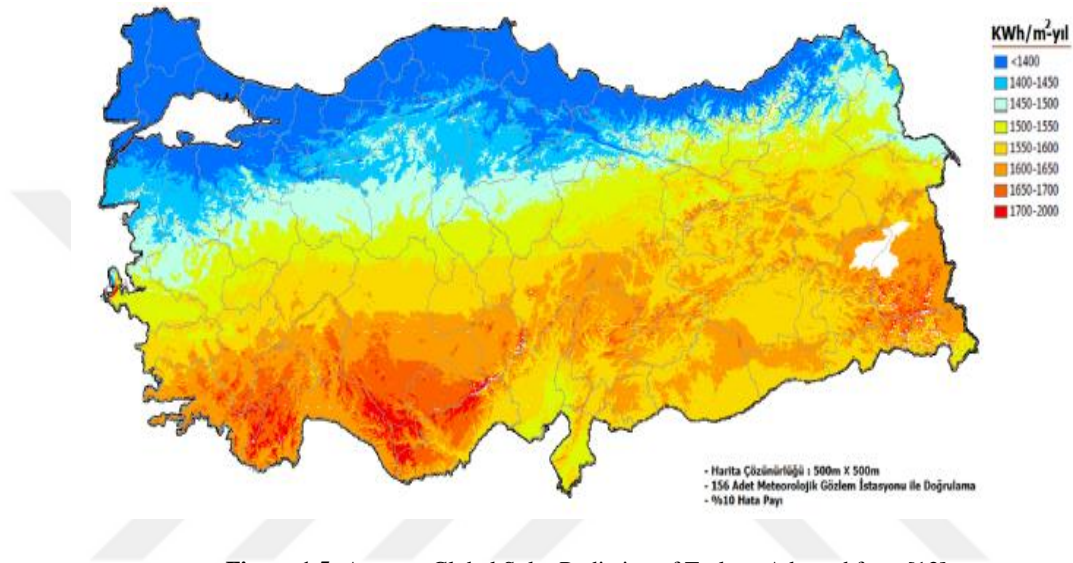 KWh/m²-yıl
<1400
1400-1450
1450-1500
1500-1550
1550-1600
1600-1650
1650-1700
1700-2000
- Harita Çözünürlüğü : 500m X 500m
- 156 Adet Meteorolojik Gözlem İstasyonu ile Doğrulama
- %10 Hata Payı